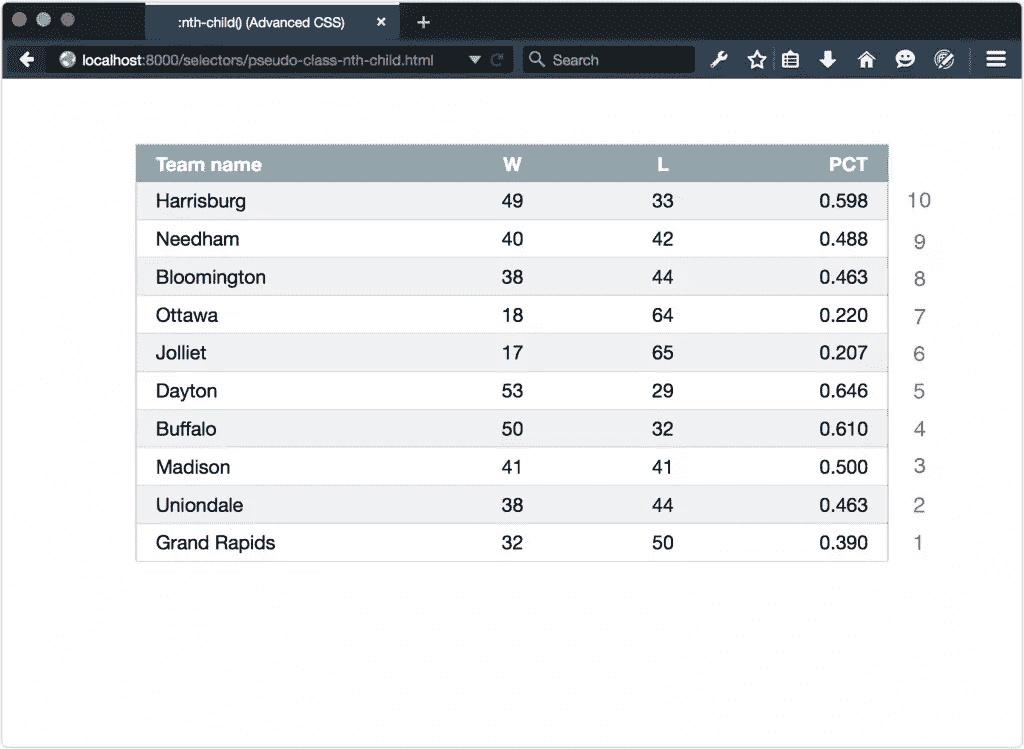 :nth-child() (Advanced CSS)
localhost:8000/selectors/pseudo-class-nth-child.html Search
Team name W L PCT
Harrisburg 49 33 0.598 10
Needham 40 42 0.488 9
Bloomington 38 44 0.463 8
Ottawa 18 64 0.220 7
Jolliet 17 65 0.207 6
Dayton 53 29 0.646 5
Buffalo 50 32 0.610 4
Madison 41 41 0.500 3
Uniondale 38 44 0.463 2
Grand Rapids 32 50 0.390 1